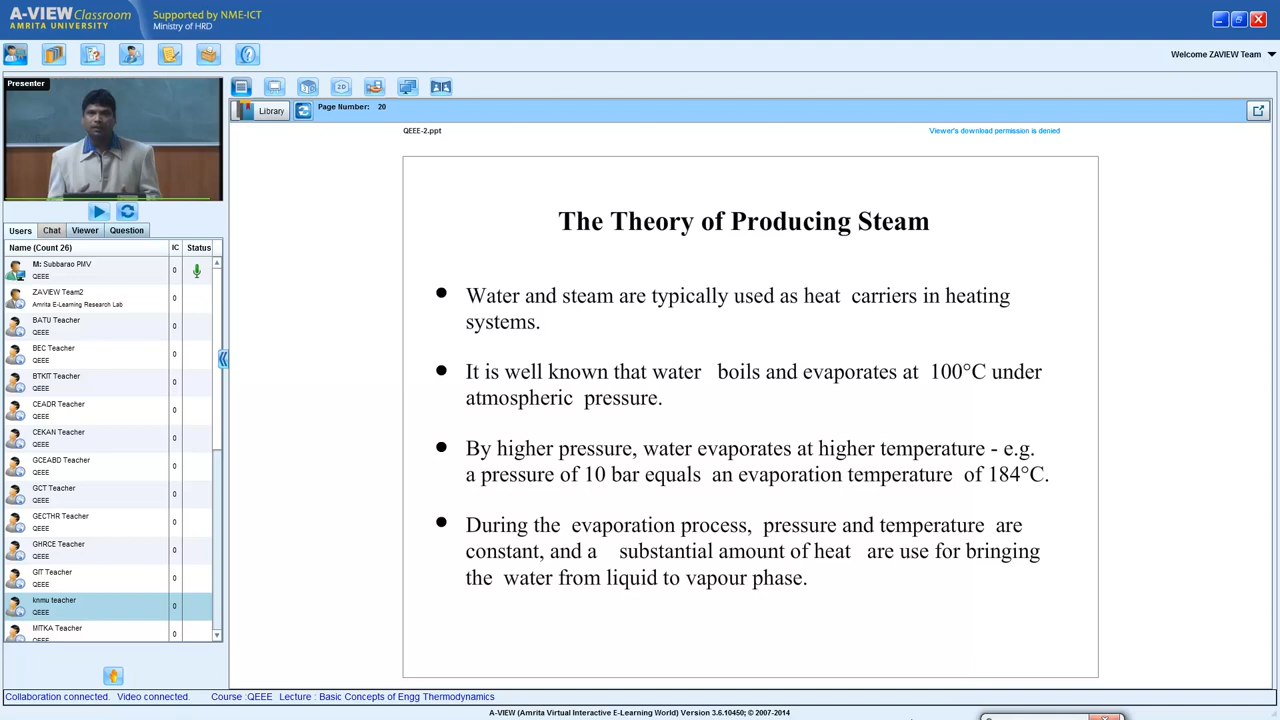 A-VIEW Classroom
AMRITA UNIVERSITY
Supported by NME-ICT
Ministry of HRD
Welcome ZAVIEW Team
Presenter
Library
Page Number: 20
QEEE-2.ppt
Viewer's download permission is denied
Users Chat Viewer Question
Name (Count 26) IC Status
M: Subbarao PMV
QEEE
0
ZAVIEW Team2
Amrita E-Learning Research Lab
0
BATU Teacher
QEEE
0
BEC Teacher
QEEE
0
BTKIT Teacher
QEEE
0
CEADR Teacher
QEEE
0
CEKAN Teacher
QEEE
0
GCEABD Teacher
QEEE
0
GCT Teacher
QEEE
0
GECTHR Teacher
QEEE
0
GHRCE Teacher
QEEE
0
GIT Teacher
QEEE
0
knmu teacher
QEEE
0
MITKA Teacher
QEEE
0
The Theory of Producing Steam
• Water and steam are typically used as heat carriers in heating
systems.
• It is well known that water boils and evaporates at 100°C under
atmospheric pressure.
• By higher pressure, water evaporates at higher temperature - e.g.
a pressure of 10 bar equals an evaporation temperature of 184°C.
• During the evaporation process, pressure and temperature are
constant, and a substantial amount of heat are use for bringing
the water from liquid to vapour phase.
Collaboration connected. Video connected. Course :QEEE Lecture : Basic Concepts of Engg Thermodynamics
A-VIEW (Amrita Virtual Interactive E-Learning World) Version 3.6.10450; © 2007-2014